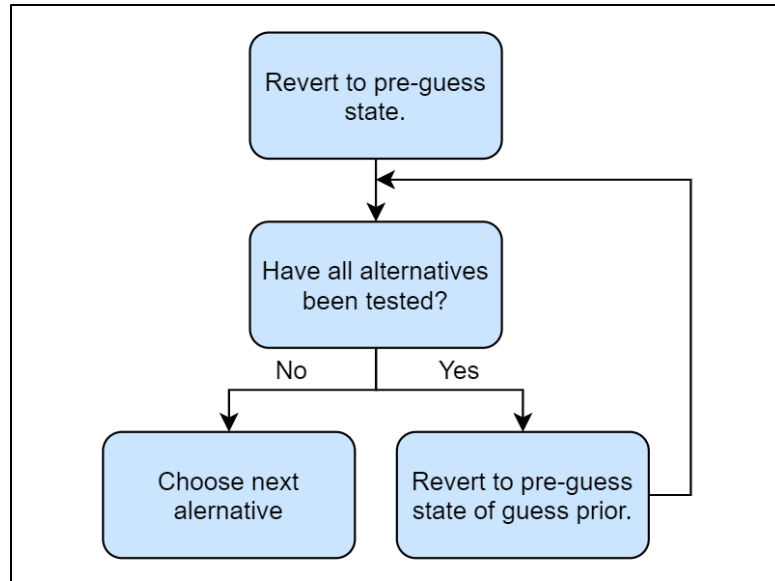 Revert to pre-guess
state.
Have all alternatives
been tested?
No
Yes
Choose next
alernative
Revert to pre-guess
state of guess prior.